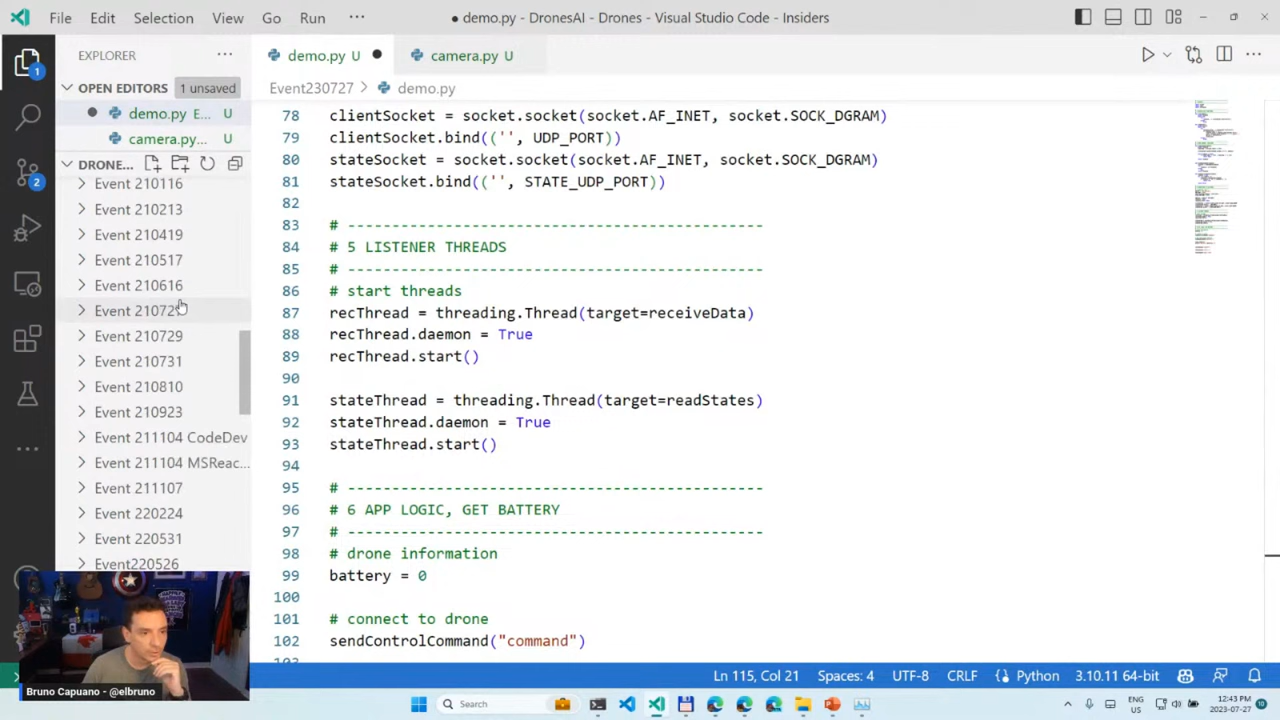 File Edit Selection View Go Run ··· ● demo.py - DronesAI - Drones - Visual Studio Code - Insiders
EXPLORER ···
demo.py U ● camera.py U
OPEN EDITORS 1 unsaved
Event230727 > demo.py
● demo.py E... U
camera.py... U
DRONE...
Event 210116
Event 210213
Event 210419
Event 210517
Event 210616
Event 210729
Event 210731
Event 210810
Event 210923
Event 211104 CodeDev
Event 211104 MSReac...
Event 211107
Event 220224
Event 220531
Event220526
1
2
78 clientSocket = socket.socket(socket.AF_INET, socket.SOCK_DGRAM)
79 clientSocket.bind(('', UDP_PORT))
80 stateSocket = socket.socket(socket.AF_INET, socket.SOCK_DGRAM)
81 stateSocket.bind(('', STATE_UDP_PORT))
82
83 # -----------------------------------------------
84 # 5 LISTENER THREADS
85 # -----------------------------------------------
86 # start threads
87 recThread = threading.Thread(target=receiveData)
88 recThread.daemon = True
89 recThread.start()
90
91 stateThread = threading.Thread(target=readStates)
92 stateThread.daemon = True
93 stateThread.start()
94
95 # -----------------------------------------------
96 # 6 APP LOGIC, GET BATTERY
97 # -----------------------------------------------
98 # drone information
99 battery = 0
100
101 # connect to drone
102 sendControlCommand("command")
Bruno Capuano - @elbruno
Ln 115, Col 21 Spaces: 4 UTF-8 CRLF Python 3.10.11 64-bit
Search
ENG
US
12:43 PM
2023-07-27